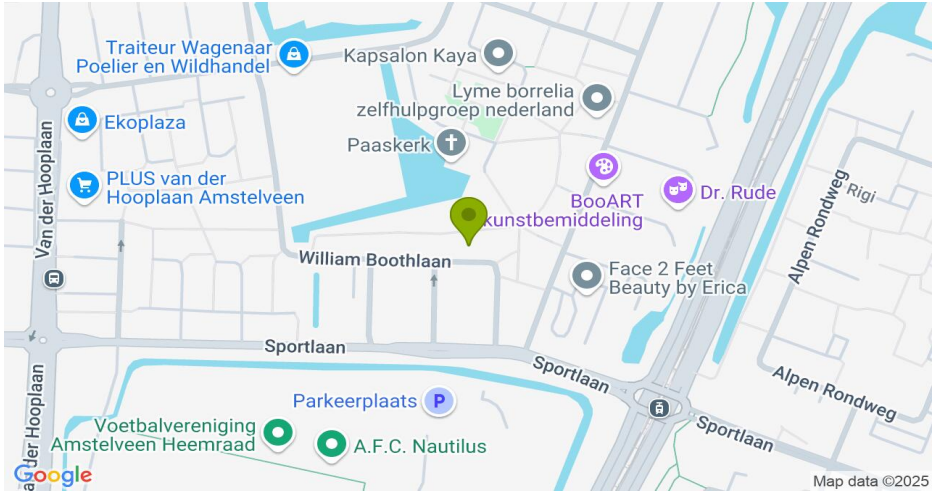 Traiteur Wagenaar
Poelier en Wildhandel
Kapsalon Kaya
Lyme borrelia
zelfhulpgroep nederland
Ekoplaza
Paaskerk
PLUS van der
Hooplaan Amstelveen
BooART
kunstbemiddeling
Dr. Rude
Rigi
Alpen Rondweg
Van der Hooplaan
William Boothlaan
Face 2 Feet
Beauty by Erica
Sportlaan
Sportlaan
Alpen Rondweg
Parkeerplaats
P
Sportlaan
Voetbalvereniging
Amstelveen Heemraad
A.F.C. Nautilus
an der Hooplaan
Google
Map data ©2025